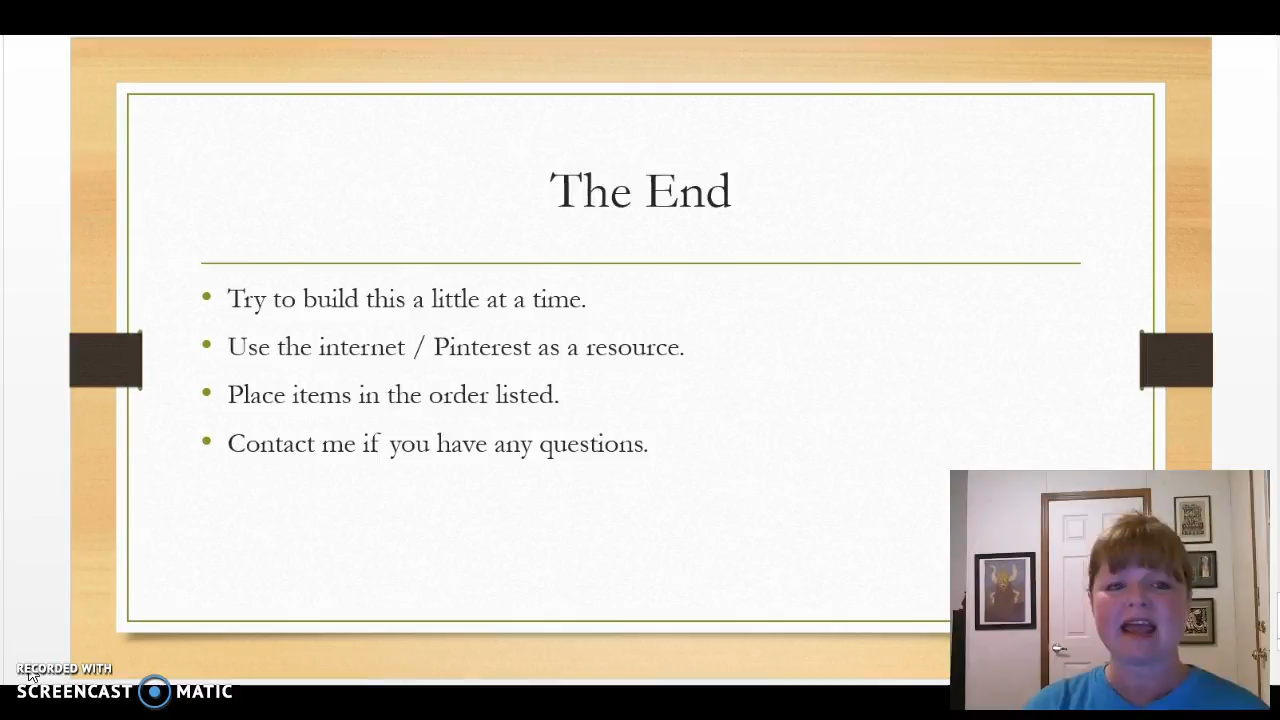 The End
Try to build this a little at a time.
Use the internet / Pinterest as a resource.
Place items in the order listed.
Contact me if you have any questions.
RECORDED WITH
SCREENCAST MATIC